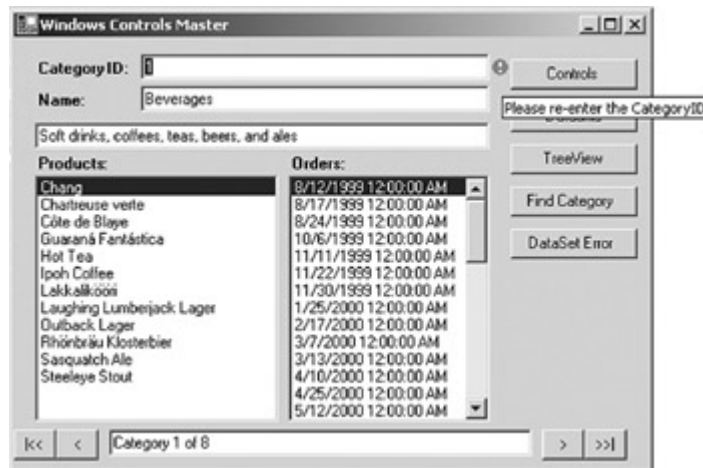 Windows Controls Master
Category ID: 1
Controls
Name: Beverages
Please re-enter the CategoryID
Soft drinks, coffees, teas, beers, and ales
Products:
Orders:
TreeView
Find Category
DataSet Error
Chang
Chartreuse verte
Côte de Blaye
Guaraná Fantástica
Hot Tea
Ipoh Coffee
Lakkalikööri
Laughing Lumberjack Lager
Outback Lager
Rhönbräu Klosterbier
Sasquatch Ale
Steeleye Stout
8/12/1999 12:00:00 AM
8/17/1999 12:00:00 AM
8/24/1999 12:00:00 AM
10/6/1999 12:00:00 AM
11/11/1999 12:00:00 AM
11/22/1999 12:00:00 AM
11/30/1999 12:00:00 AM
1/25/2000 12:00:00 AM
2/17/2000 12:00:00 AM
3/7/2000 12:00:00 AM
3/13/2000 12:00:00 AM
4/10/2000 12:00:00 AM
4/25/2000 12:00:00 AM
5/12/2000 12:00:00 AM
|<< < Category 1 of 8 > >>|